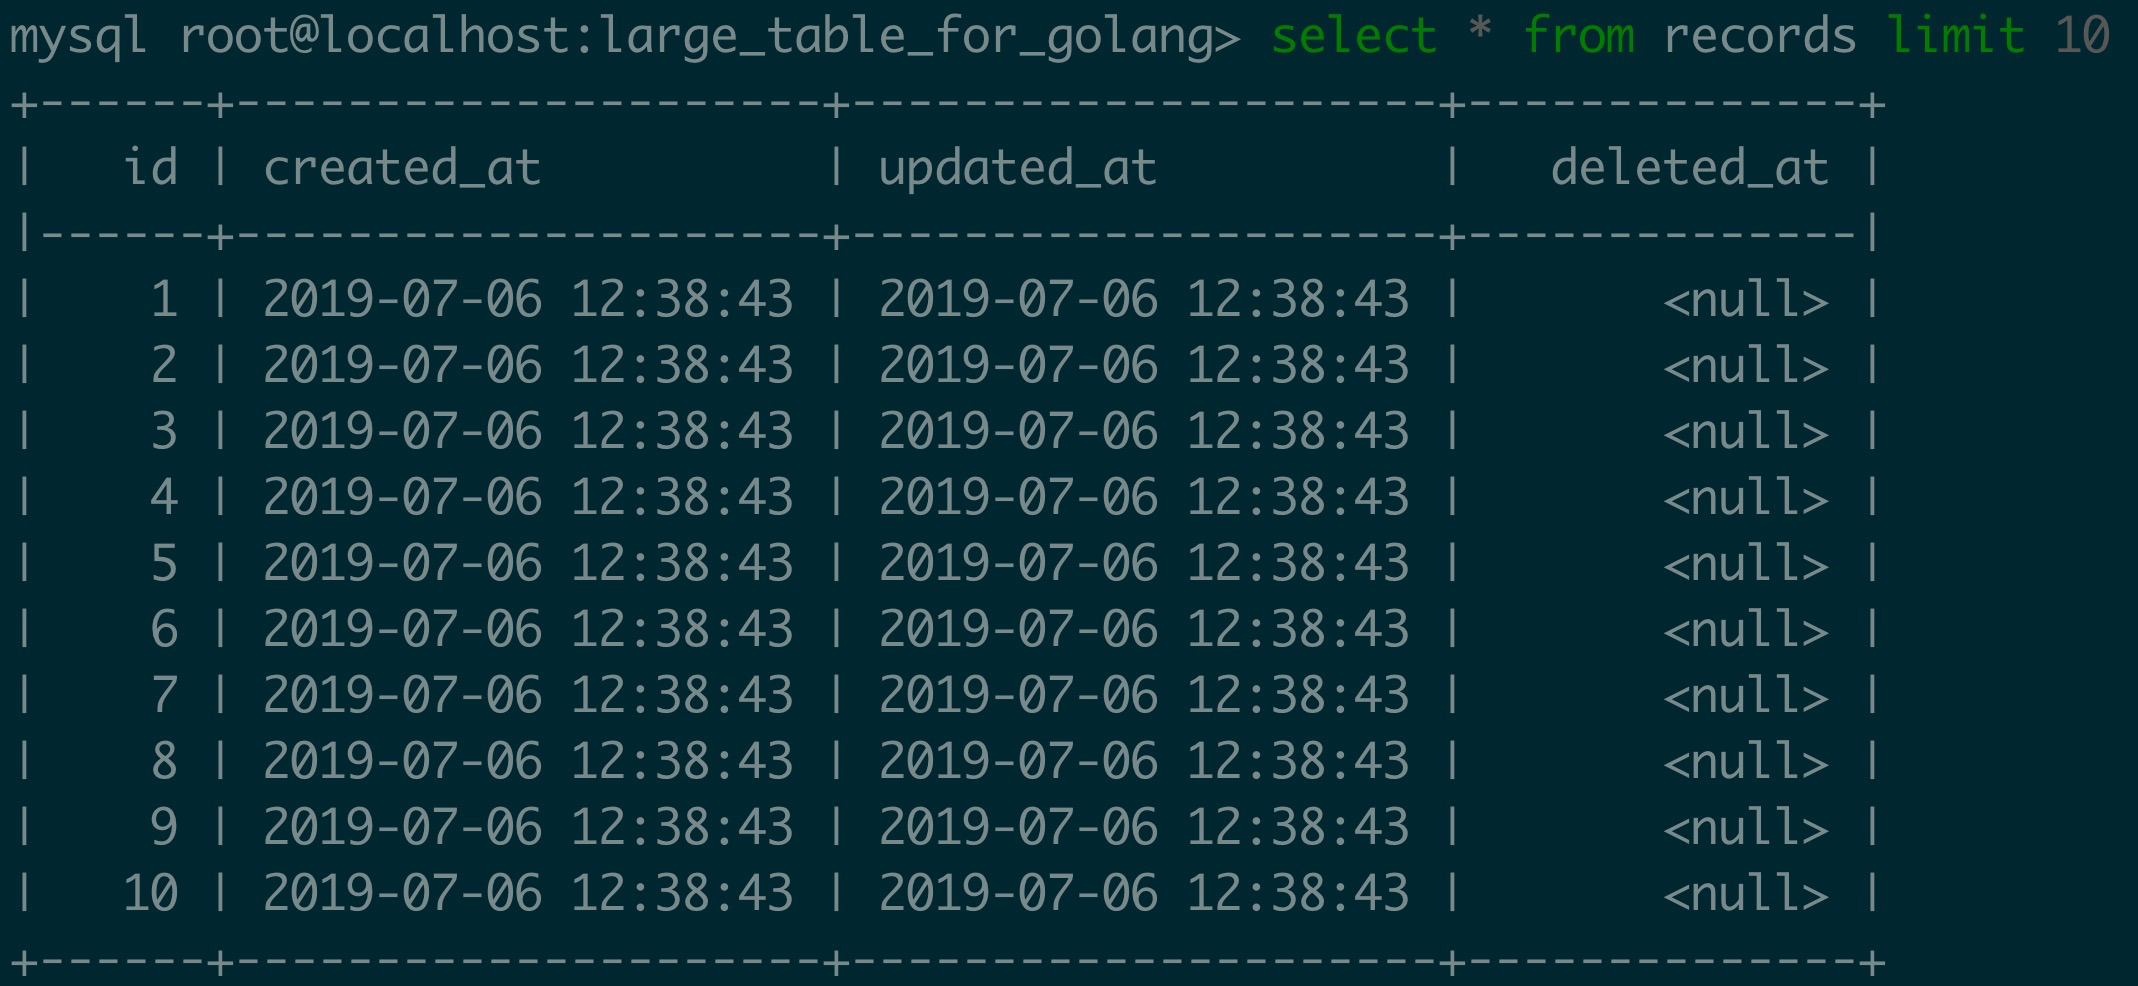 mysql root@localhost:large_table_for_golang> select * from records limit 10
+------+---------------------+---------------------+--------------+
|   id | created_at          | updated_at          |   deleted_at |
|------+---------------------+---------------------+--------------|
|    1 | 2019-07-06 12:38:43 | 2019-07-06 12:38:43 |       <null> |
|    2 | 2019-07-06 12:38:43 | 2019-07-06 12:38:43 |       <null> |
|    3 | 2019-07-06 12:38:43 | 2019-07-06 12:38:43 |       <null> |
|    4 | 2019-07-06 12:38:43 | 2019-07-06 12:38:43 |       <null> |
|    5 | 2019-07-06 12:38:43 | 2019-07-06 12:38:43 |       <null> |
|    6 | 2019-07-06 12:38:43 | 2019-07-06 12:38:43 |       <null> |
|    7 | 2019-07-06 12:38:43 | 2019-07-06 12:38:43 |       <null> |
|    8 | 2019-07-06 12:38:43 | 2019-07-06 12:38:43 |       <null> |
|    9 | 2019-07-06 12:38:43 | 2019-07-06 12:38:43 |       <null> |
|   10 | 2019-07-06 12:38:43 | 2019-07-06 12:38:43 |       <null> |
+------+---------------------+---------------------+--------------+